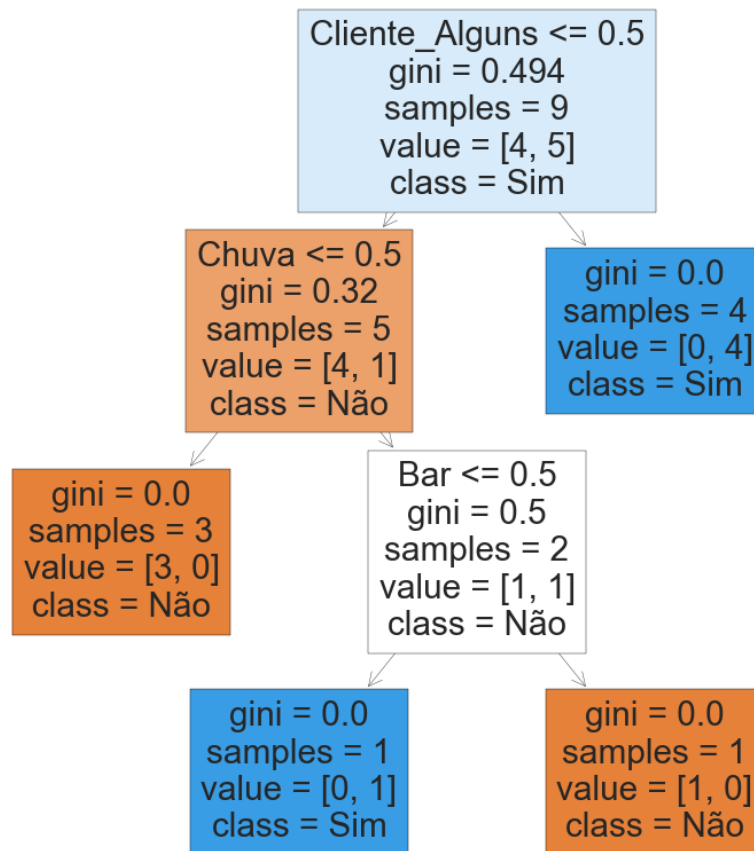 Cliente_Alguns <= 0.5
gini = 0.494
samples = 9
value = [4, 5]
class = Sim
Chuva <= 0.5
gini = 0.32
samples = 5
value = [4, 1]
class = Não
gini = 0.0
samples = 4
value = [0, 4]
class = Sim
gini = 0.0
samples = 3
value = [3, 0]
class = Não
Bar <= 0.5
gini = 0.5
samples = 2
value = [1, 1]
class = Não
gini = 0.0
samples = 1
value = [0, 1]
class = Sim
gini = 0.0
samples = 1
value = [1, 0]
class = Não